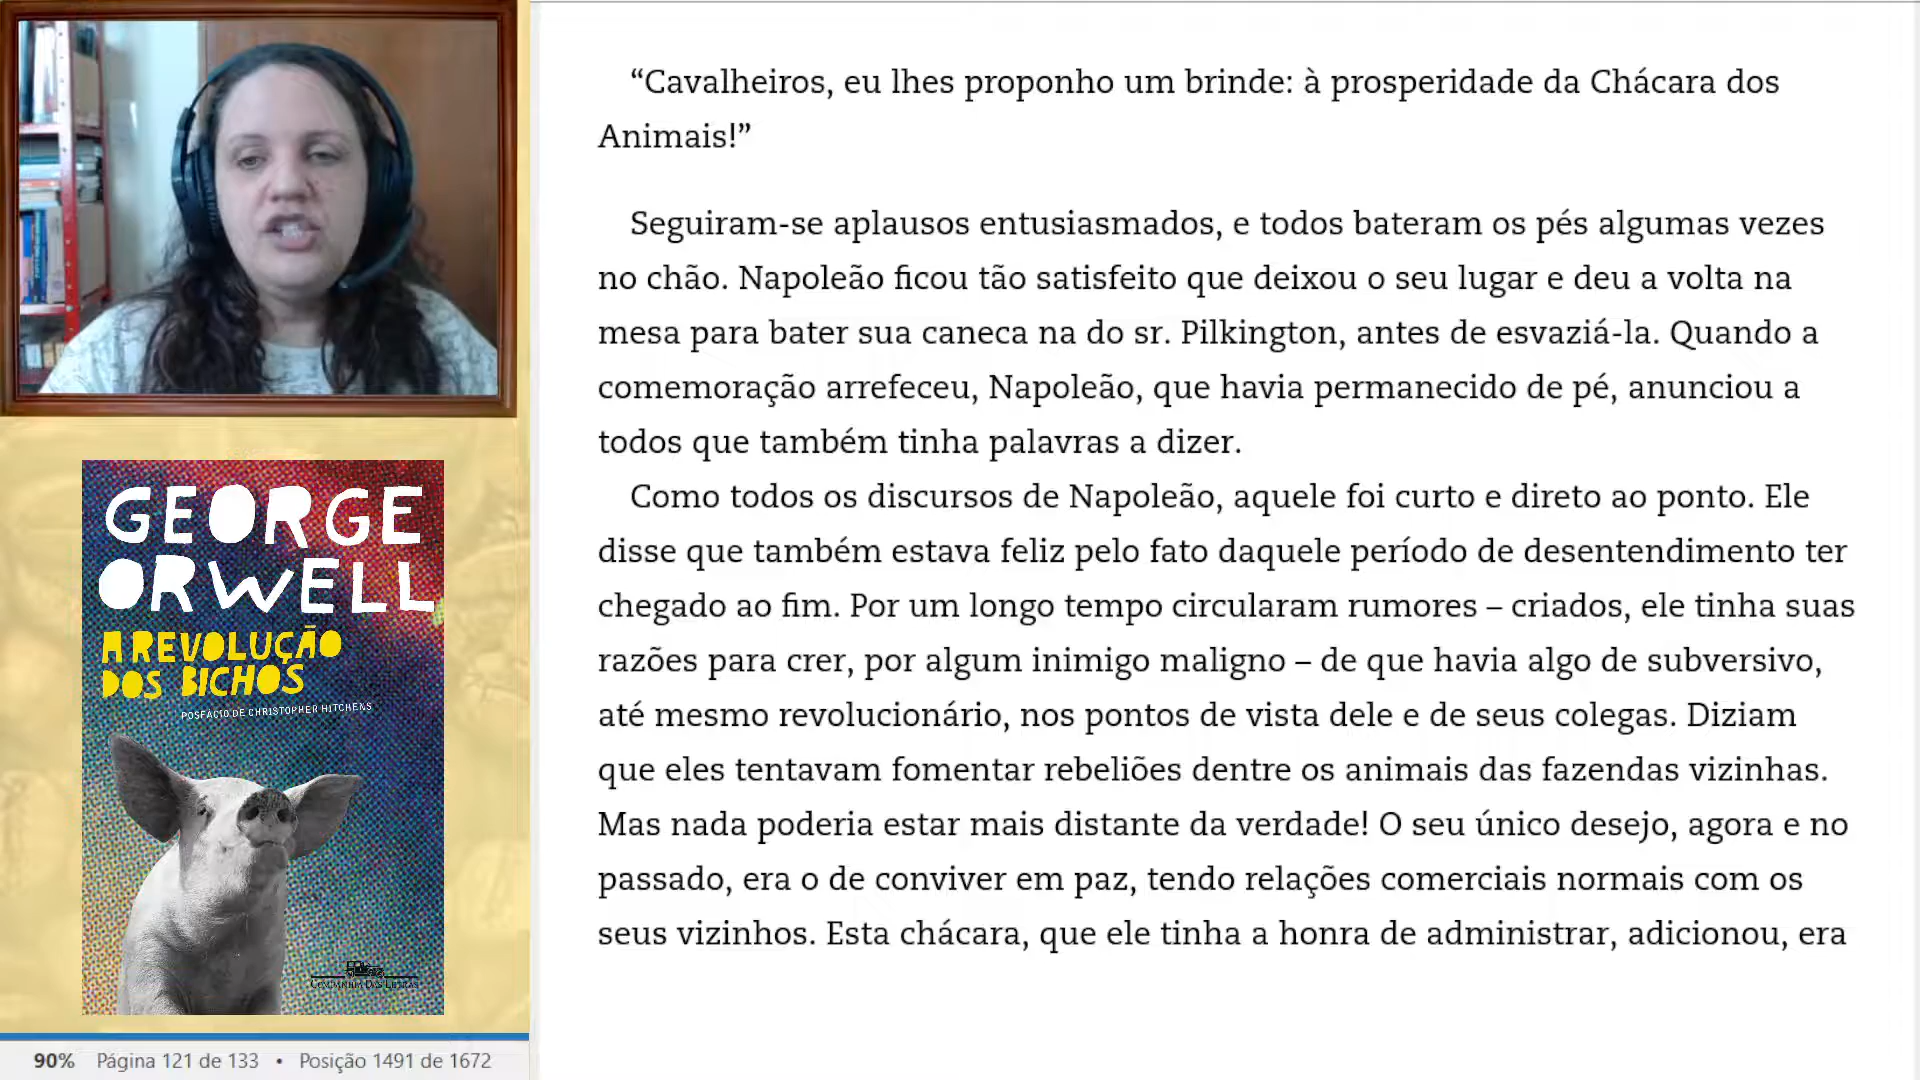 “Cavalheiros, eu lhes proponho um brinde: à prosperidade da Chácara dos
Animais!”
Seguiram-se aplausos entusiasmados, e todos bateram os pés algumas vezes
no chão. Napoleão ficou tão satisfeito que deixou o seu lugar e deu a volta na
mesa para bater sua caneca na do sr. Pilkington, antes de esvaziá-la. Quando a
comemoração arrefeceu, Napoleão, que havia permanecido de pé, anunciou a
todos que também tinha palavras a dizer.
Como todos os discursos de Napoleão, aquele foi curto e direto ao ponto. Ele
disse que também estava feliz pelo fato daquele período de desentendimento ter
chegado ao fim. Por um longo tempo circularam rumores – criados, ele tinha suas
razões para crer, por algum inimigo maligno – de que havia algo de subversivo,
até mesmo revolucionário, nos pontos de vista dele e de seus colegas. Diziam
que eles tentavam fomentar rebeliões dentre os animais das fazendas vizinhas.
Mas nada poderia estar mais distante da verdade! O seu único desejo, agora e no
passado, era o de conviver em paz, tendo relações comerciais normais com os
seus vizinhos. Esta chácara, que ele tinha a honra de administrar, adicionou, era
GEORGE
ORWELL
A REVOLUÇÃO
DOS BICHOS
POSFÁCIO DE CHRISTOPHER HITCHENS
COMPANHIA DAS LETRAS
90% Página 121 de 133 • Posição 1491 de 1672